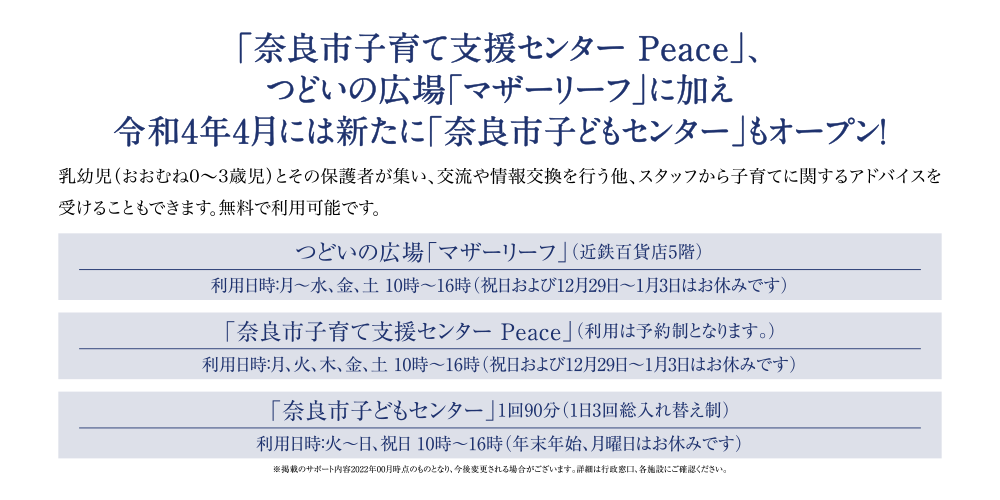 「奈良市子育て支援センター Peace」、
つどいの広場「マザーリーフ」に加え
令和4年4月には新たに「奈良市子どもセンター」もオープン!
乳幼児（おおむね0〜3歳児）とその保護者が集い、交流や情報交換を行う他、スタッフから子育てに関するアドバイスを
受けることもできます。無料で利用可能です。
つどいの広場「マザーリーフ」（近鉄百貨店5階）
利用日時:月〜水、金、土 10時〜16時（祝日および12月29日〜1月3日はお休みです）
「奈良市子育て支援センター Peace」（利用は予約制となります。）
利用日時:月、火、木、金、土 10時〜16時（祝日および12月29日〜1月3日はお休みです）
「奈良市子どもセンター」1回90分（1日3回総入れ替え制）
利用日時:火〜日、祝日 10時〜16時（年末年始、月曜日はお休みです）
※掲載のサポート内容2022年00月時点のものとなり、今後変更される場合がございます。詳細は行政窓口、各施設にご確認ください。